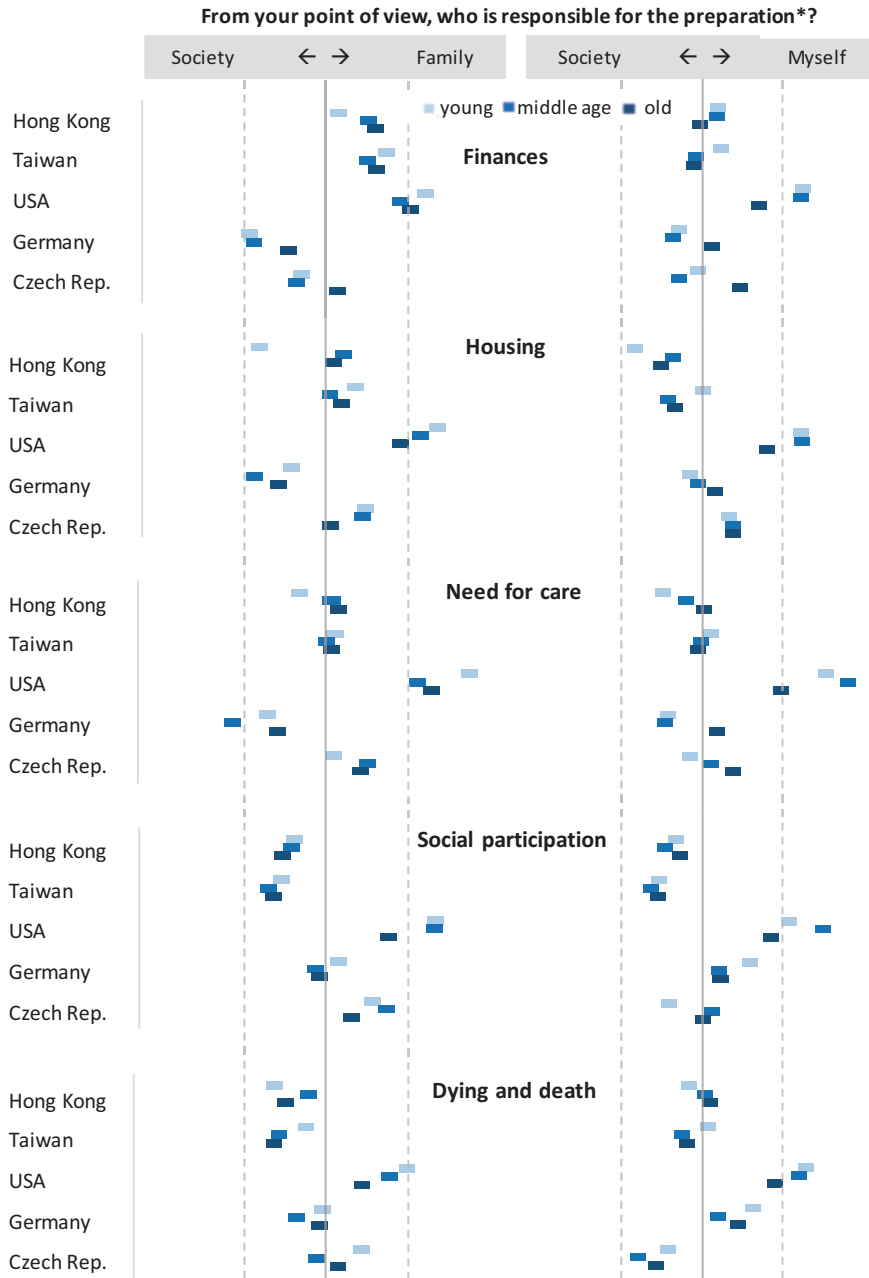 From your point of view, who is responsible for the preparation*?
Society ← → Family Society ← → Myself
young middle age old
Hong Kong
Taiwan
Finances
USA
Germany
Czech Rep.
Housing
Hong Kong
Taiwan
USA
Germany
Czech Rep.
Need for care
Hong Kong
Taiwan
USA
Germany
Czech Rep.
Social participation
Hong Kong
Taiwan
USA
Germany
Czech Rep.
Dying and death
Hong Kong
Taiwan
USA
Germany
Czech Rep.